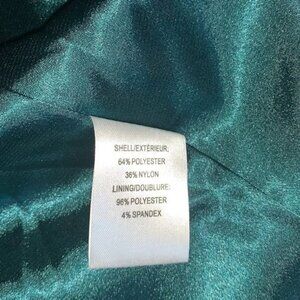 SHELL/EXTÉRIEUR:
64% POLYESTER
36% NYLON
LINING/DOUBLURE:
96% POLYESTER
4% SPANDEX